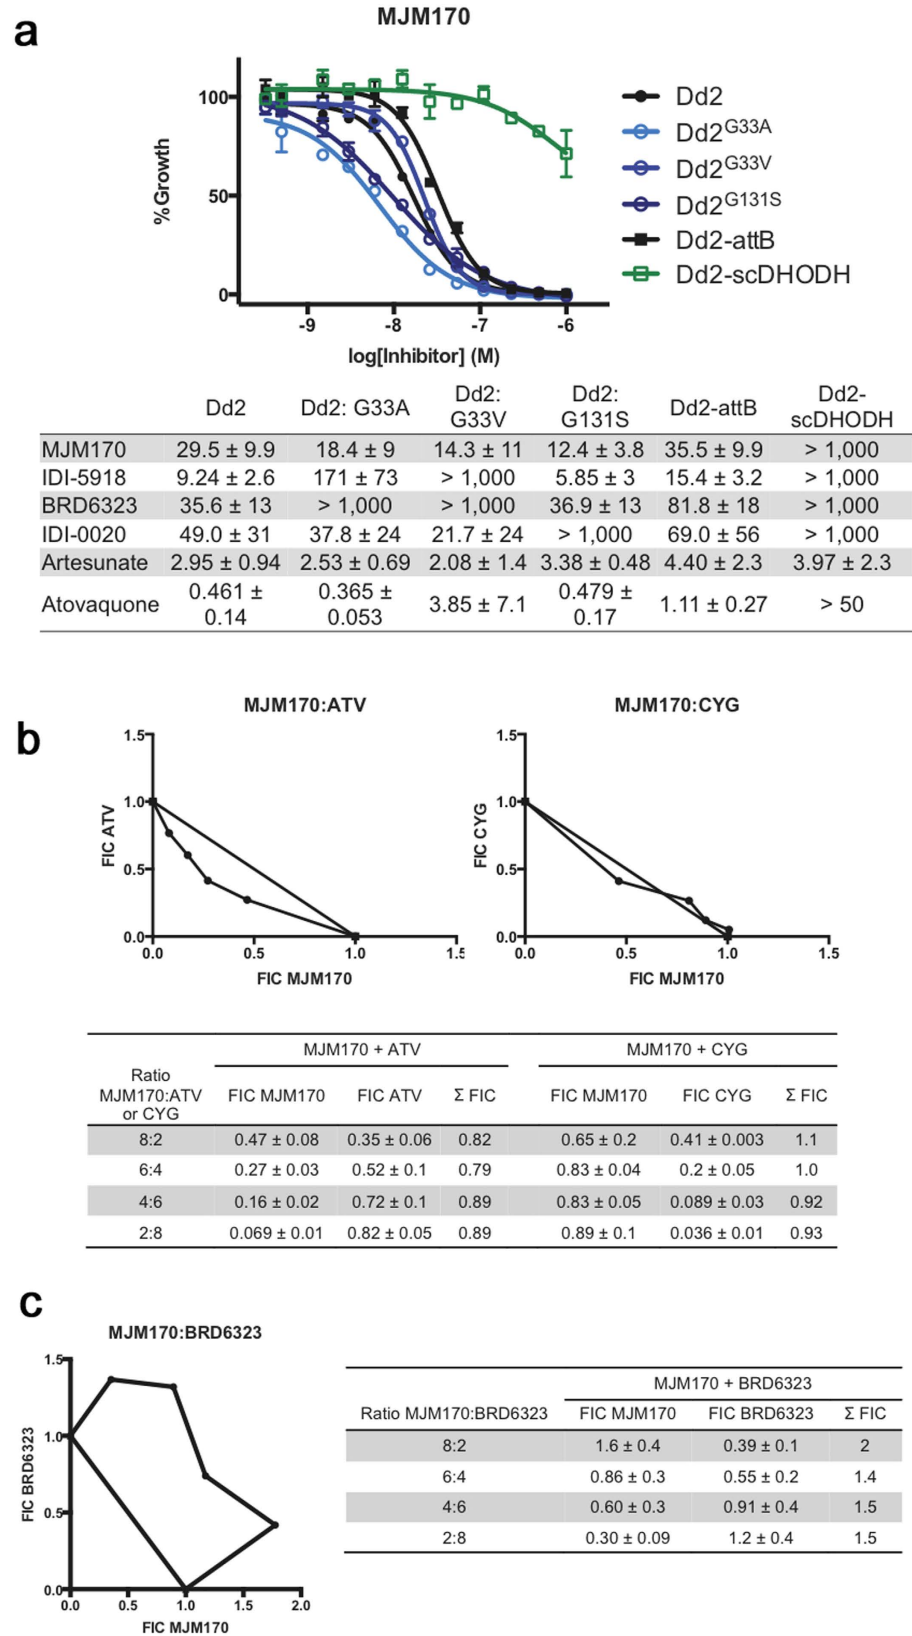 a
MJM170
%Growth
100
50
0
-9 -8 -7 -6
log[Inhibitor] (M)
Dd2
Dd2G33A
Dd2G33V
Dd2G131S
Dd2-attB
Dd2-scDHODH
Dd2 Dd2: G33A Dd2: G33V Dd2: G131S Dd2-attB Dd2-scDHODH
MJM170 29.5 ± 9.9 18.4 ± 9 14.3 ± 11 12.4 ± 3.8 35.5 ± 9.9 > 1,000
IDI-5918 9.24 ± 2.6 171 ± 73 > 1,000 5.85 ± 3 15.4 ± 3.2 > 1,000
BRD6323 35.6 ± 13 > 1,000 > 1,000 36.9 ± 13 81.8 ± 18 > 1,000
IDI-0020 49.0 ± 31 37.8 ± 24 21.7 ± 24 > 1,000 69.0 ± 56 > 1,000
Artesunate 2.95 ± 0.94 2.53 ± 0.69 2.08 ± 1.4 3.38 ± 0.48 4.40 ± 2.3 3.97 ± 2.3
Atovaquone 0.461 ± 0.14 0.365 ± 0.053 3.85 ± 7.1 0.479 ± 0.17 1.11 ± 0.27 > 50
b
MJM170:ATV
FIC ATV
1.5
1.0
0.5
0.0
0.0 0.5 1.0 1.5
FIC MJM170
MJM170:CYG
FIC CYG
1.5
1.0
0.5
0.0
0.0 0.5 1.0 1.5
FIC MJM170
MJM170 + ATV MJM170 + CYG
Ratio
MJM170:ATV
or CYG
FIC MJM170 FIC ATV Σ FIC FIC MJM170 FIC CYG Σ FIC
8:2 0.47 ± 0.08 0.35 ± 0.06 0.82 0.65 ± 0.2 0.41 ± 0.003 1.1
6:4 0.27 ± 0.03 0.52 ± 0.1 0.79 0.83 ± 0.04 0.2 ± 0.05 1.0
4:6 0.16 ± 0.02 0.72 ± 0.1 0.89 0.83 ± 0.05 0.089 ± 0.03 0.92
2:8 0.069 ± 0.01 0.82 ± 0.05 0.89 0.89 ± 0.1 0.036 ± 0.01 0.93
c
MJM170:BRD6323
FIC BRD6323
1.5
1.0
0.5
0.0
0.0 0.5 1.0 1.5 2.0
FIC MJM170
MJM170 + BRD6323
Ratio MJM170:BRD6323 FIC MJM170 FIC BRD6323 Σ FIC
8:2 1.6 ± 0.4 0.39 ± 0.1 2
6:4 0.86 ± 0.3 0.55 ± 0.2 1.4
4:6 0.60 ± 0.3 0.91 ± 0.4 1.5
2:8 0.30 ± 0.09 1.2 ± 0.4 1.5